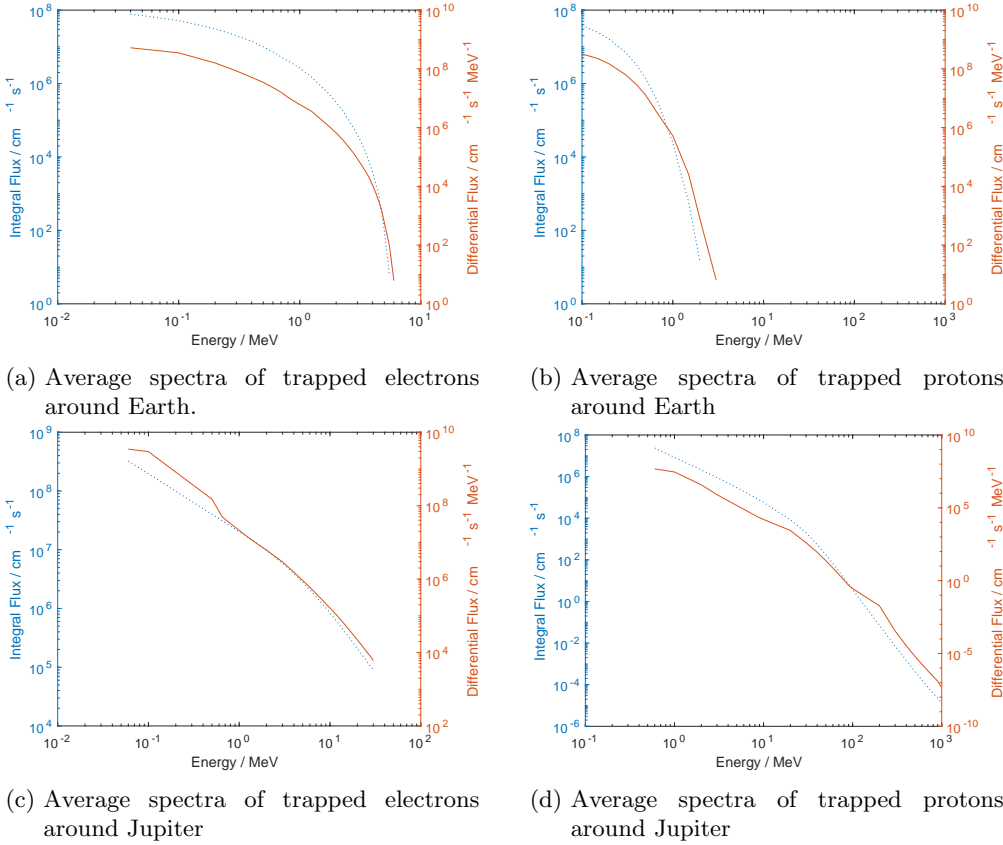 10^8
10^6
10^4
10^2
10^0
Integral Flux / cm ^-1 s^-1
10^10
10^8
10^6
10^4
10^2
10^0
Differential Flux / cm ^-1 s^-1 MeV^-1
10^-2 10^-1 10^0 10^1
Energy / MeV
(a) Average spectra of trapped electrons
around Earth.
10^8
10^6
10^4
10^2
10^0
Integral Flux / cm ^-1 s^-1
10^10
10^8
10^6
10^4
10^2
10^0
Differential Flux / cm ^-1 s^-1 MeV^-1
10^-1 10^0 10^1 10^2 10^3
Energy / MeV
(b) Average spectra of trapped protons
around Earth
10^9
10^8
10^7
10^6
10^5
10^4
Integral Flux / cm ^-1 s^-1
10^10
10^8
10^6
10^4
10^2
Differential Flux / cm ^-1 s^-1 MeV^-1
10^-2 10^-1 10^0 10^1 10^2
Energy / MeV
(c) Average spectra of trapped electrons
around Jupiter
10^8
10^6
10^4
10^2
10^0
10^-2
10^-4
10^-6
Integral Flux / cm ^-1 s^-1
10^10
10^5
10^0
10^-5
10^-10
Differential Flux / cm ^-1 s^-1 MeV^-1
10^-1 10^0 10^1 10^2 10^3
Energy / MeV
(d) Average spectra of trapped protons
around Jupiter